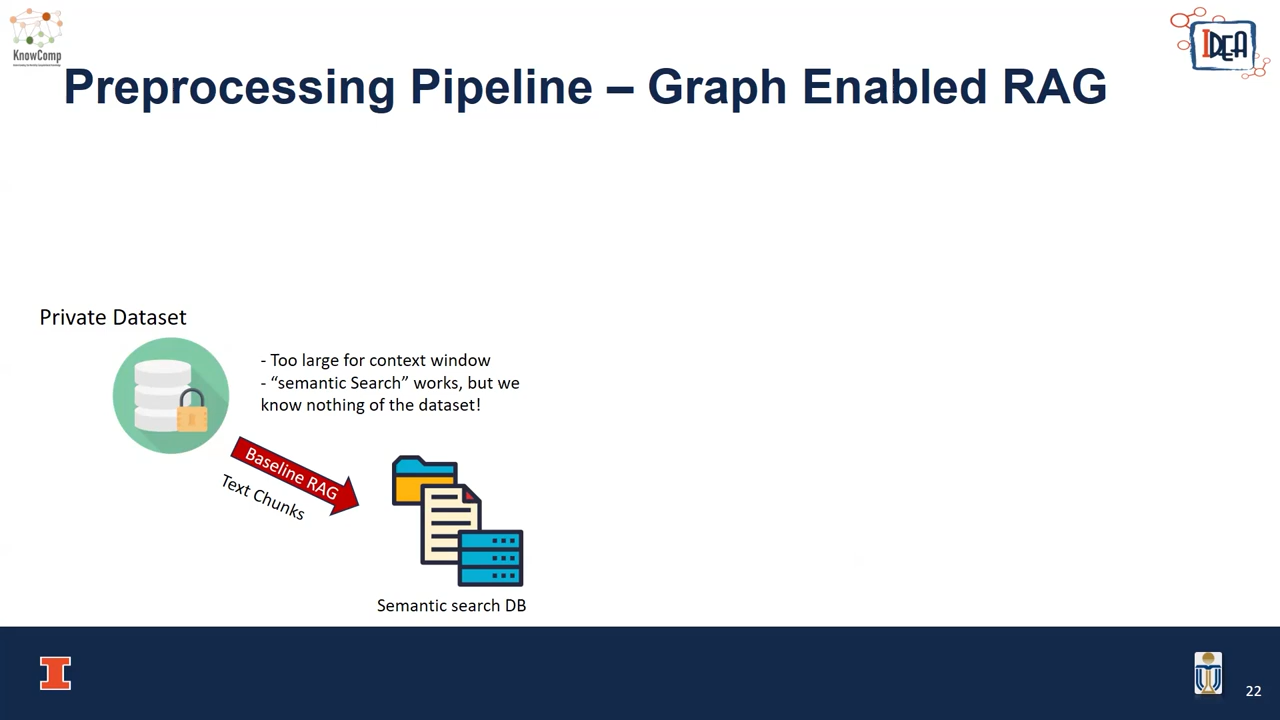 KnowComp
IDEA
Preprocessing Pipeline – Graph Enabled RAG
Private Dataset
- Too large for context window
- “semantic Search” works, but we
know nothing of the dataset!
Baseline RAG
Text Chunks
Semantic search DB
I
22